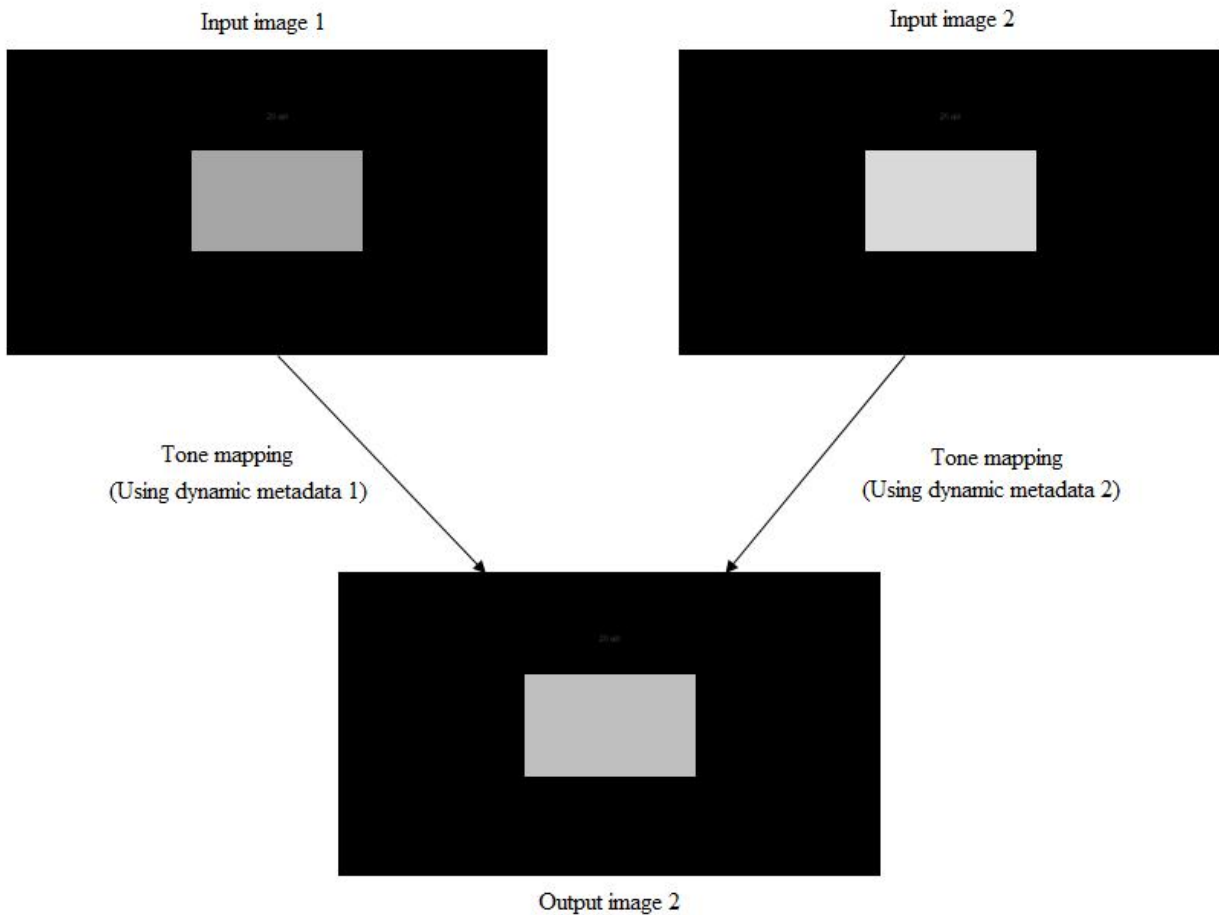 Input image 1
Input image 2
Tone mapping
(Using dynamic metadata 1)
Tone mapping
(Using dynamic metadata 2)
Output image 2